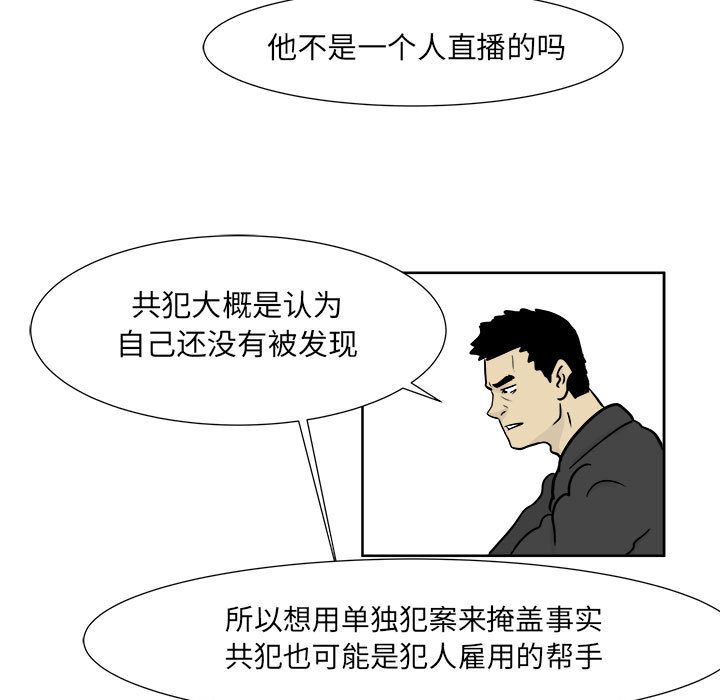 他不是一个人直播的吗
共犯大概是认为
自己还没有被发现
所以想用单独犯案来掩盖事实
共犯也可能是犯人雇用的帮手